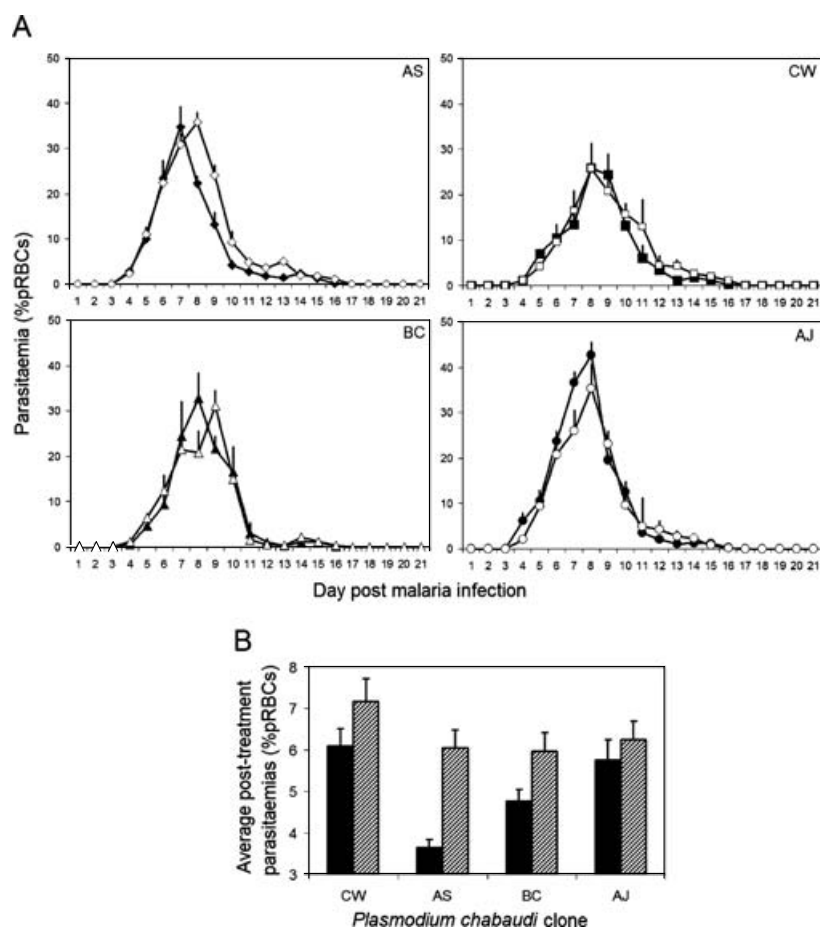 A
AS
CW
50
40
30
20
10
0
1 2 3 4 5 6 7 8 9 10 11 12 13 14 15 16 17 18 19 20 21
50
40
30
20
10
0
1 2 3 4 5 6 7 8 9 10 11 12 13 14 15 16 17 18 19 20 21
Parasitaemia (%pRBCs)
BC
AJ
50
40
30
20
10
0
1 2 3 4 5 6 7 8 9 10 11 12 13 14 15 16 17 18 19 20 21
50
40
30
20
10
0
1 2 3 4 5 6 7 8 9 10 11 12 13 14 15 16 17 18 19 20 21
Day post malaria infection
B
Average post-treatment
parasitaemias (%pRBCs)
8
7
6
5
4
3
CW AS BC AJ
Plasmodium chabaudi clone